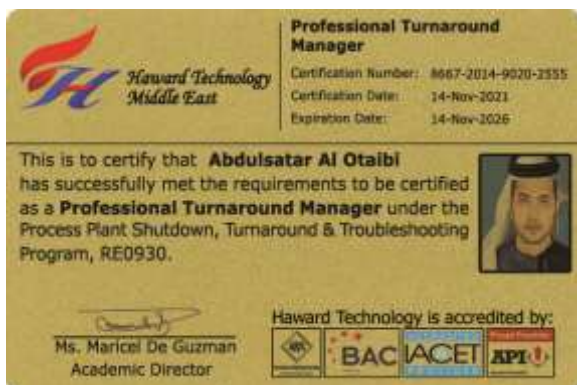 Haward Technology
Middle East
Professional Turnaround
Manager
Certification Number: 8667-2014-9020-2555
Certification Date: 14-Nov-2021
Expiration Date: 14-Nov-2026
This is to certify that Abdulsatar Al Otaibi
has successfully met the requirements to be certified
as a Professional Turnaround Manager under the
Process Plant Shutdown, Turnaround & Troubleshooting
Program, RE0930.
Ms. Maricel De Guzman
Academic Director
Haward Technology is accredited by:
BAC
IACET
API